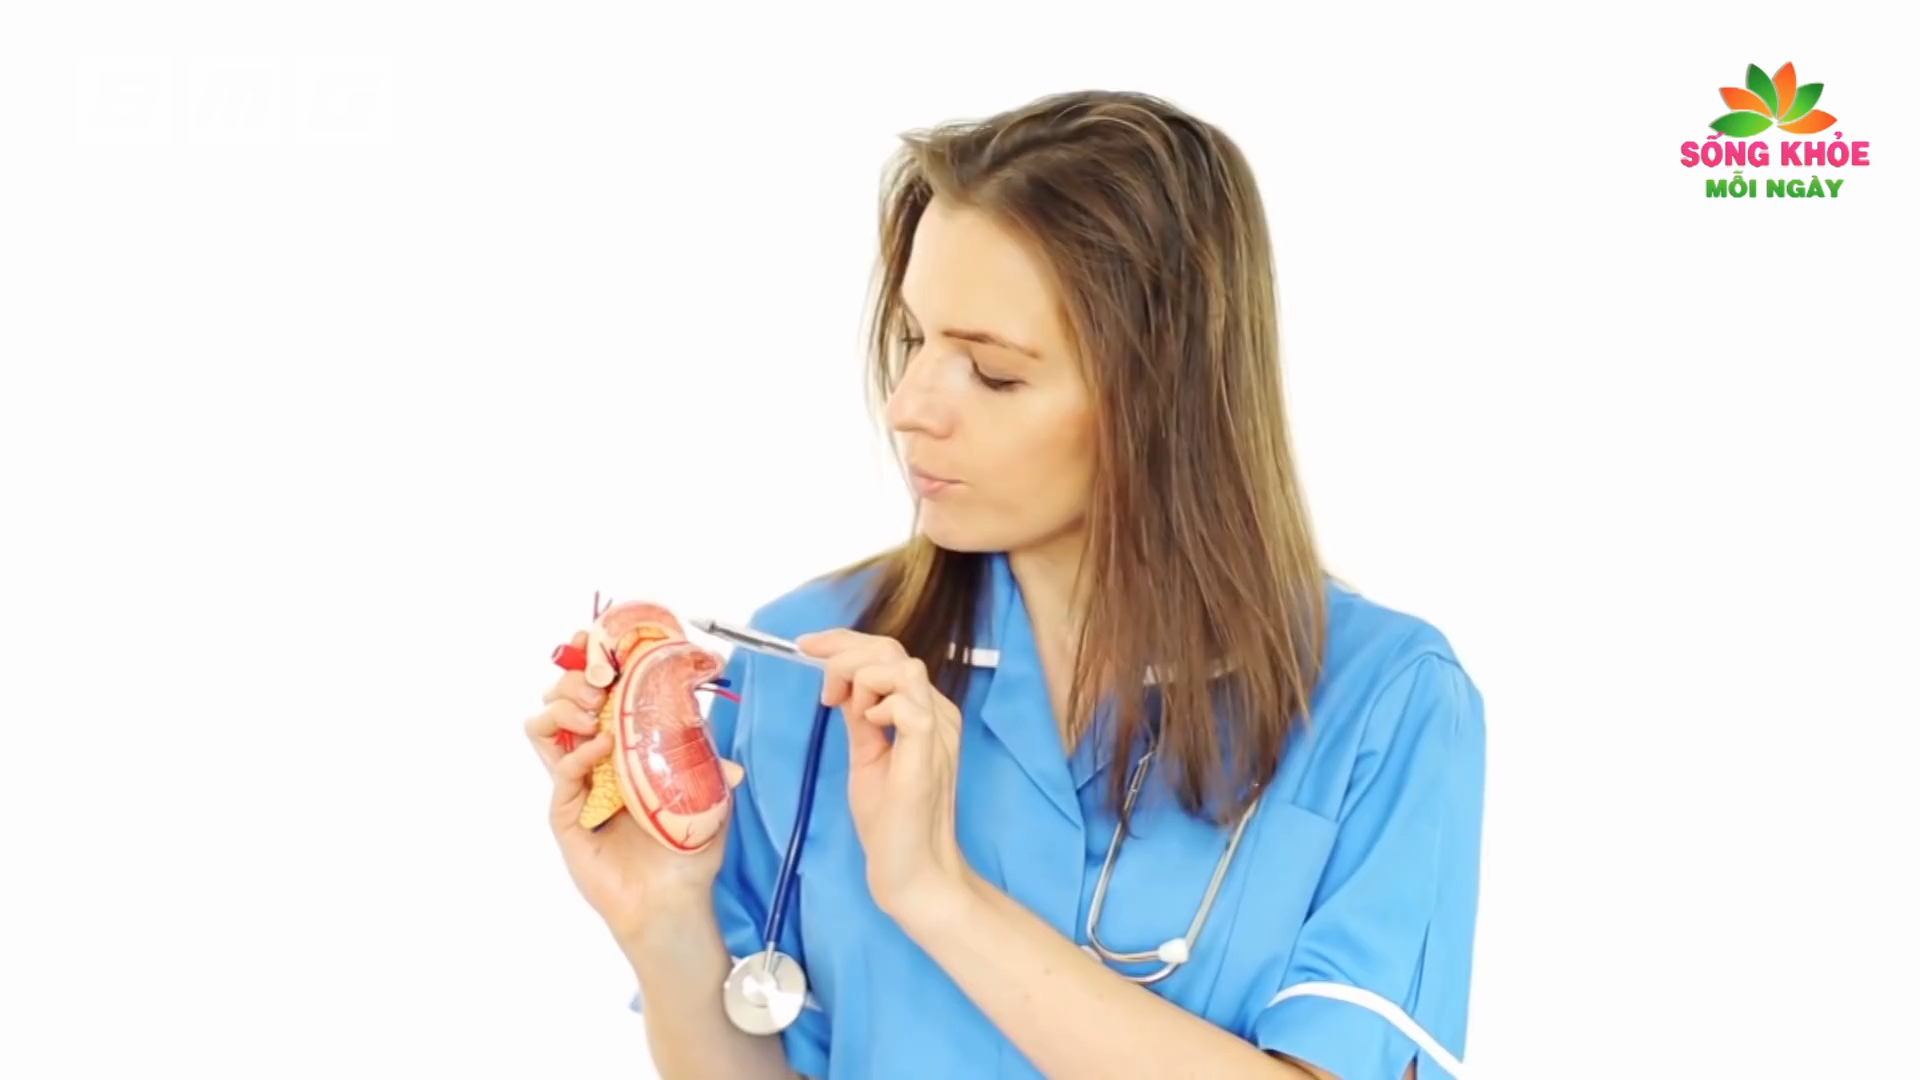 SỐNG KHỎE
MỖI NGÀY